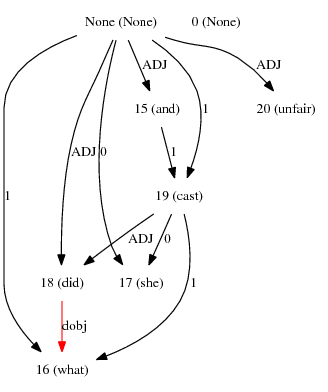 None (None) 0 (None)
ADJ ADJ
15 (and) 1 20 (unfair)
ADJ 0 1
19 (cast)
1 ADJ 0
18 (did) 17 (she) 1
dobj
16 (what)